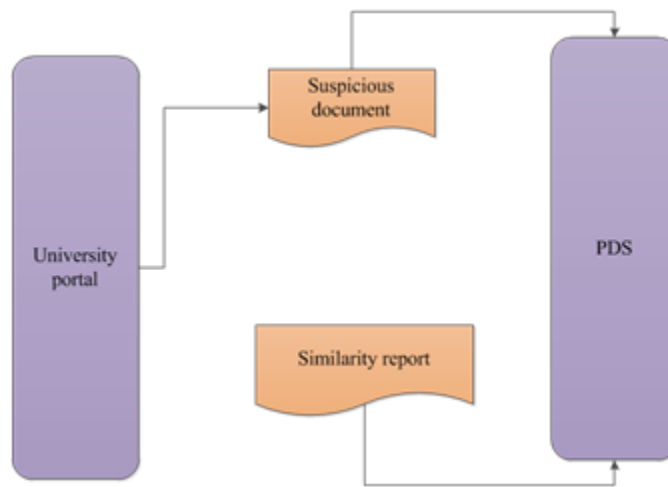 Suspicious
document
University
portal
PDS
Similarity report